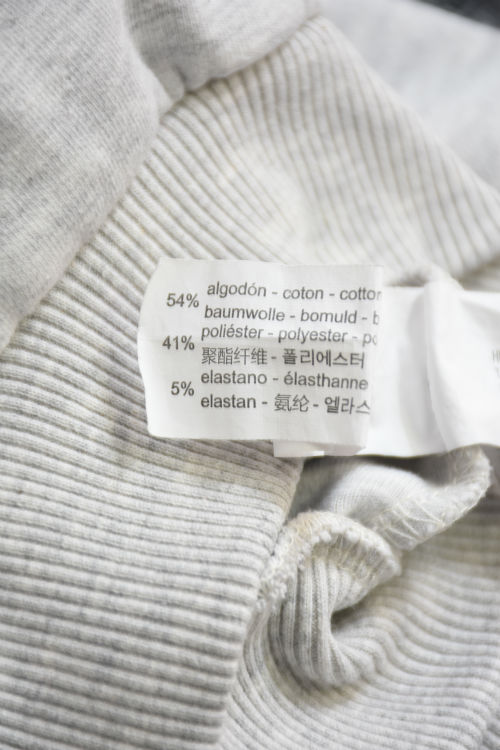 54% algodón - coton - cotton
baumwolle - bomuld -
41% poliéster - polyester -
聚酯纤维 - 폴리에스터
5% elastano - élasthanne
elastan - 氨纶 - 엘라스